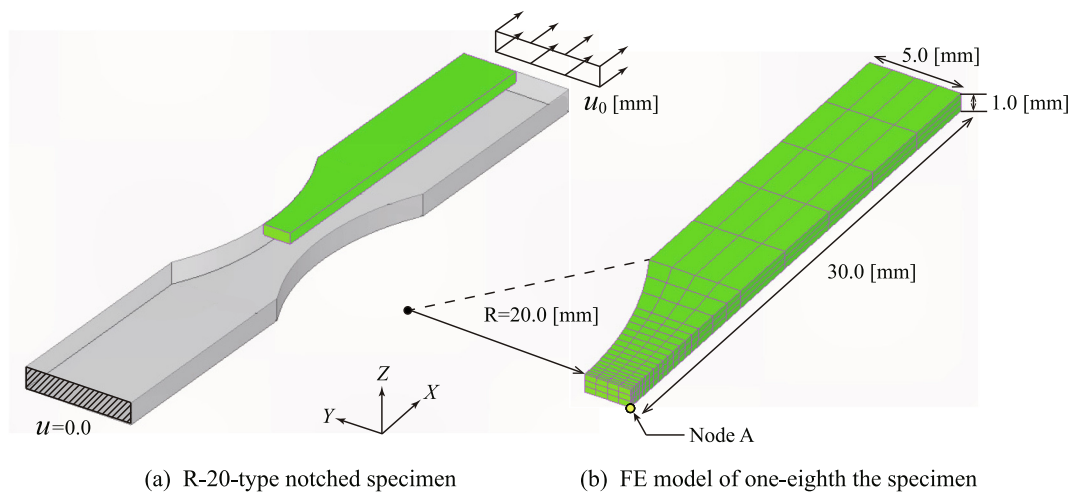 5.0 [mm]
u₀ [mm]
1.0 [mm]
30.0 [mm]
R=20.0 [mm]
Z
X
Y
u=0.0
Node A
(a) R-20-type notched specimen
(b) FE model of one-eighth the specimen